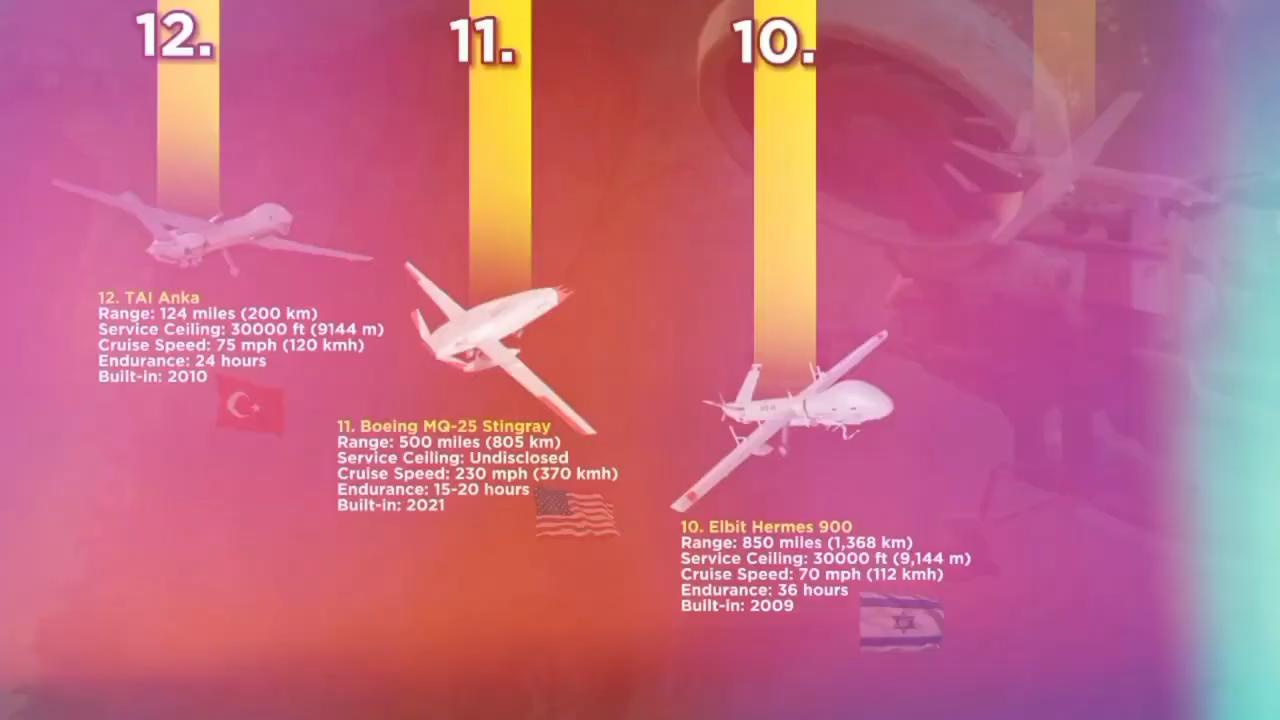 12.
11.
10.
12. TAI Anka
Range: 124 miles (200 km)
Service Ceiling: 30000 ft (9144 m)
Cruise Speed: 75 mph (120 kmh)
Endurance: 24 hours
Built-in: 2010
11. Boeing MQ-25 Stingray
Range: 500 miles (805 km)
Service Ceiling: Undisclosed
Cruise Speed: 230 mph (370 kmh)
Endurance: 15-20 hours
Built-in: 2021
10. Elbit Hermes 900
Range: 850 miles (1,368 km)
Service Ceiling: 30000 ft (9,144 m)
Cruise Speed: 70 mph (112 kmh)
Endurance: 36 hours
Built-in: 2009